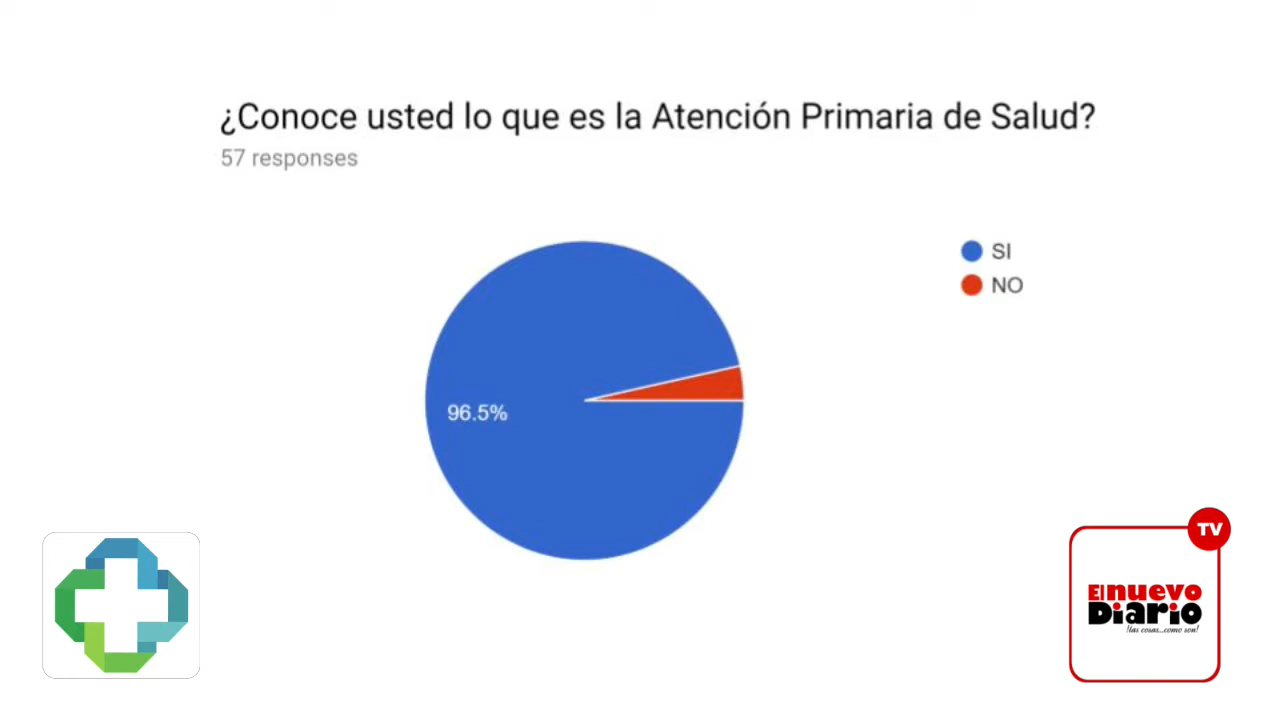 ¿Conoce usted lo que es la Atención Primaria de Salud?
57 responses
SI
NO
96.5%
TV
El nuevo
Diario
¡las cosas...como son!